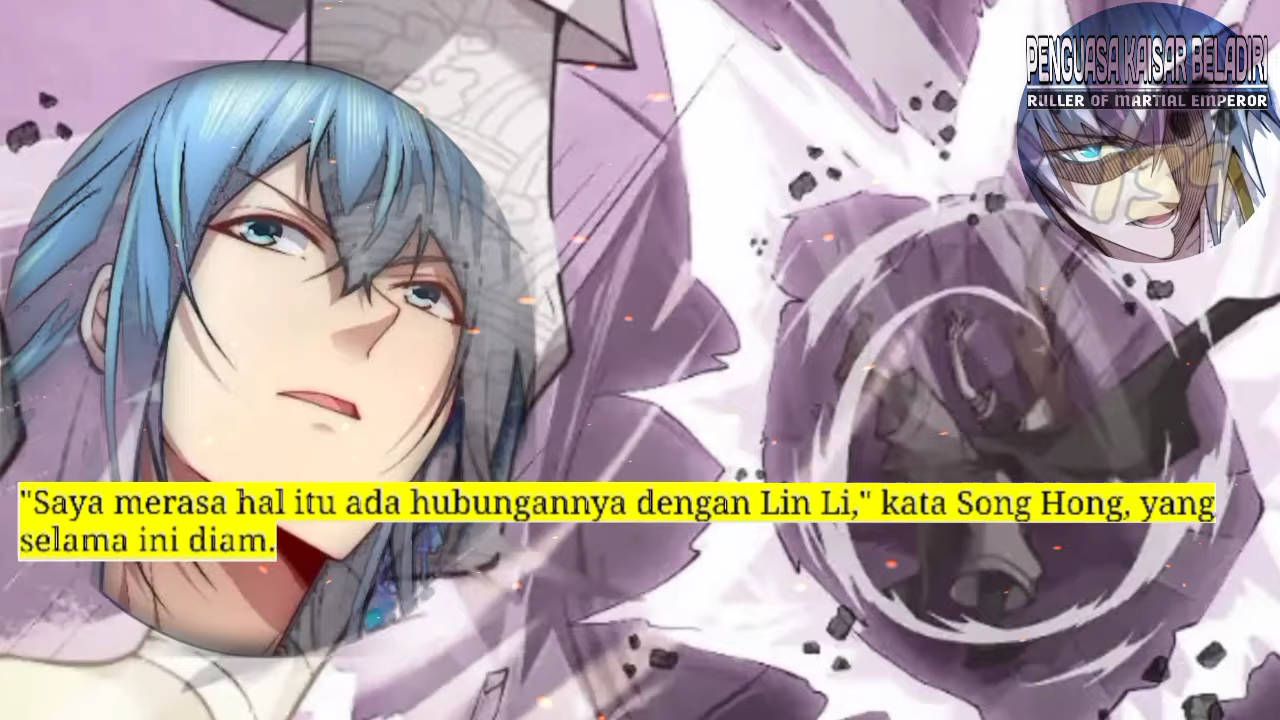 PENGUASA KAISAR BELADIRI
RULLER OF MARTIAL EMPEROR
"Saya merasa hal itu ada hubungannya dengan Lin Li," kata Song Hong, yang
selama ini diam.